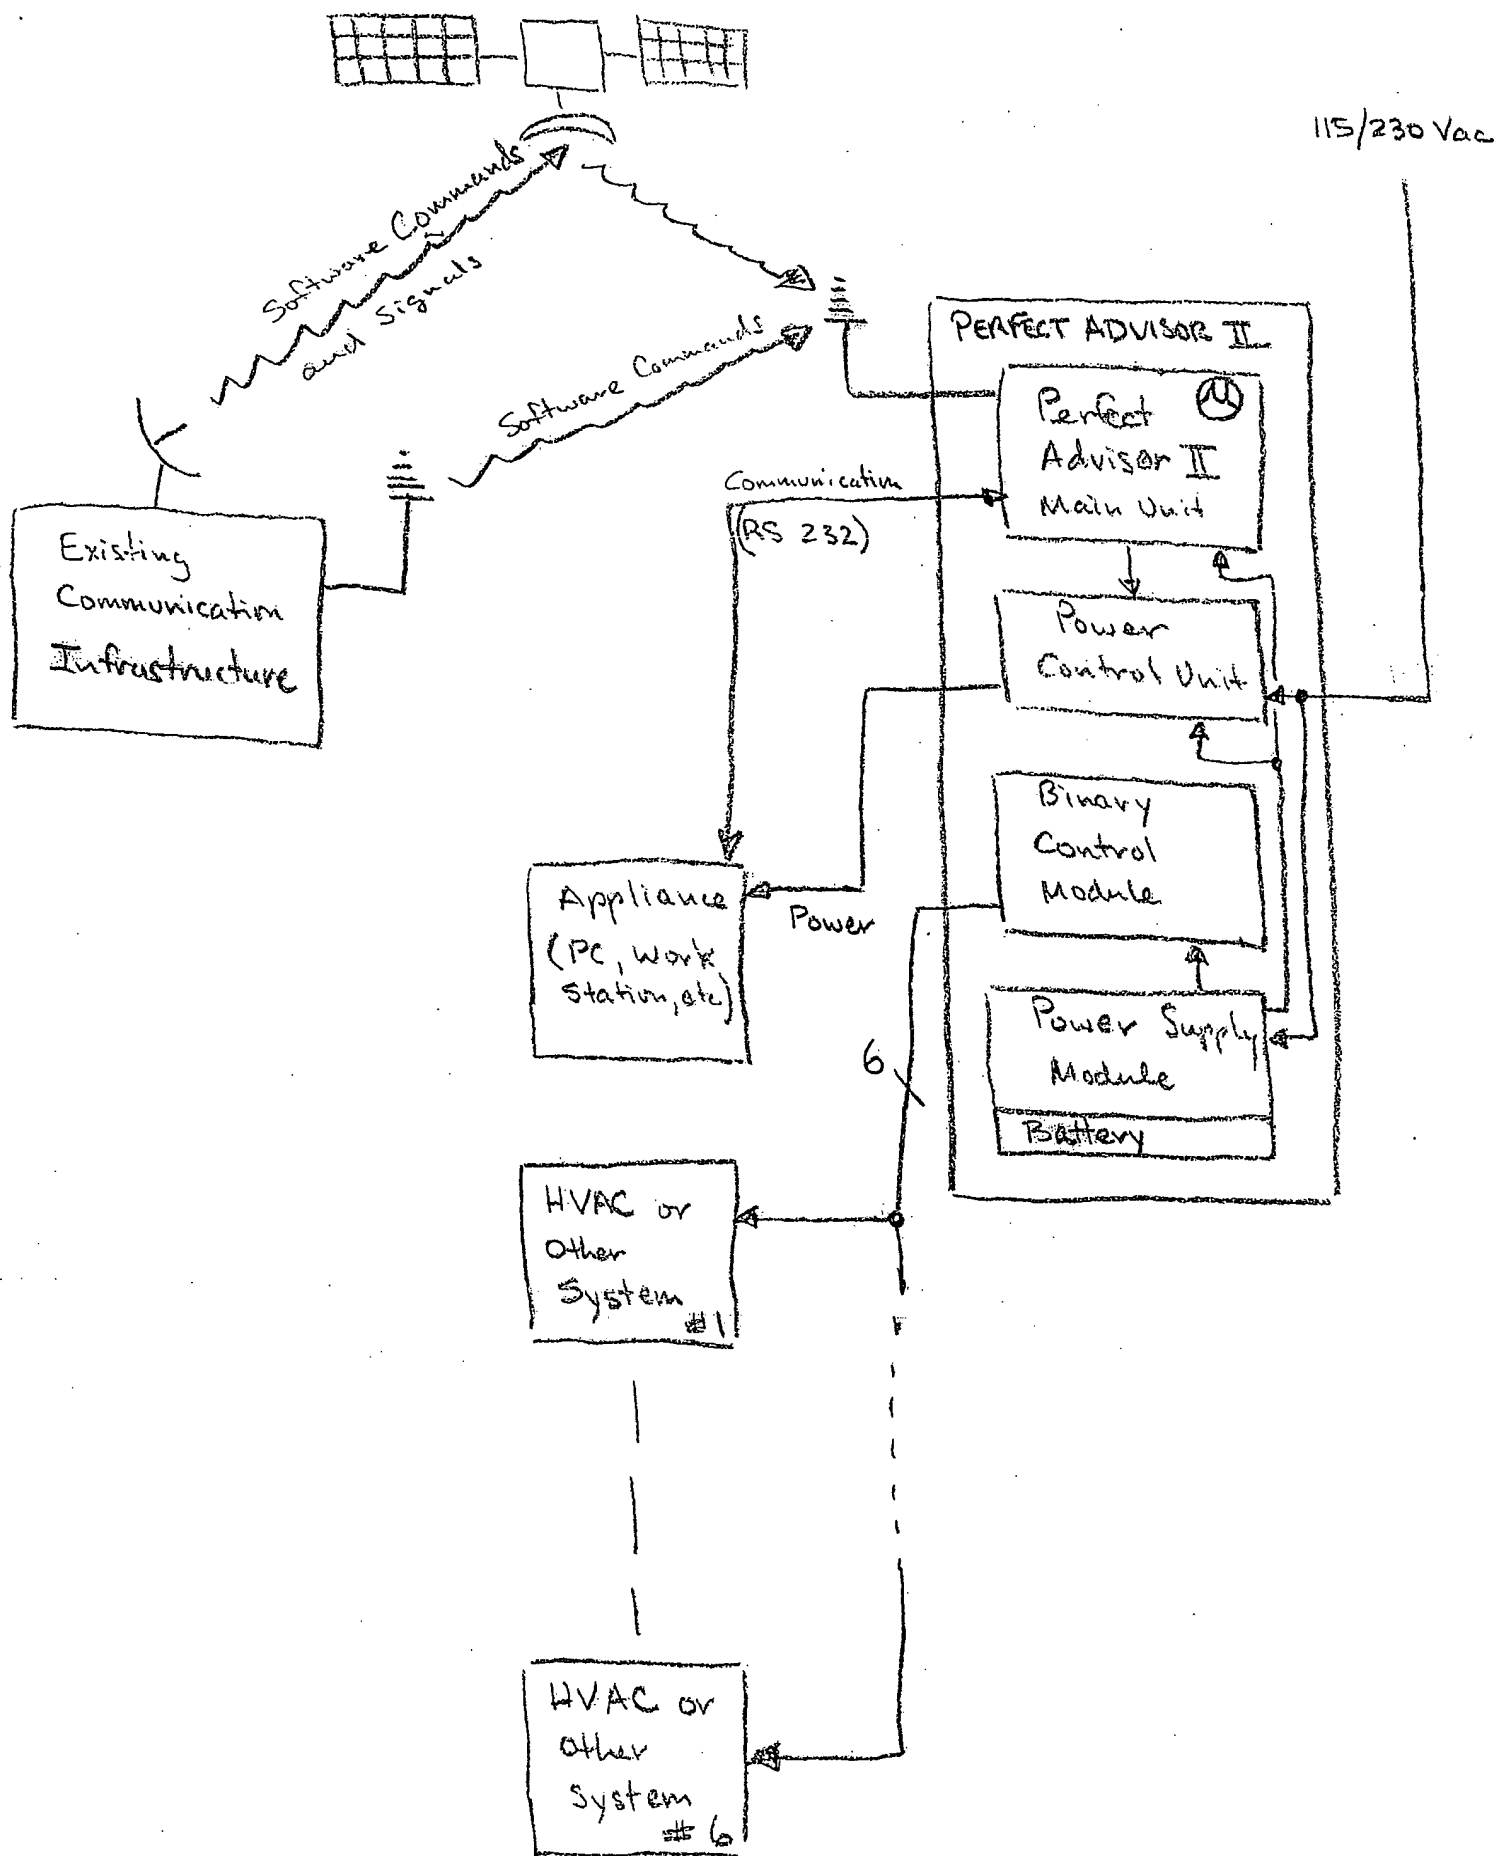 115/230 Vac
Software Commands
and Signals
Software Commands
PERFECT ADVISOR II
Perfect
Advisor II
Main Unit
Communication
(RS 232)
Existing
Communication
Infrastructure
Power
Control Unit
Binary
Control
Module
Appliance
(PC, Work
Station, etc)
Power
Power Supply
Module
Battery
6
HVAC or
Other
System
#1
HVAC or
Other
System
#6